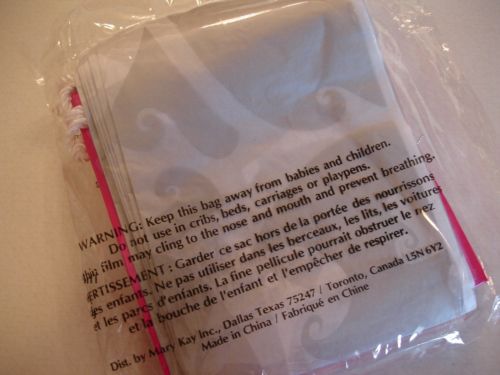 WARNING: Keep this bag away from babies and children.
Do not use in cribs, beds, carriages or playpens.
film may cling to the nose and mouth and prevent breathing.
AVERTISSEMENT : Garder ce sac hors de la portée des nourrissons
des enfants. Ne pas utiliser dans les berceaux, les lits, les voitures
et les parcs d'enfants. La fine pellicule pourrait obstruer le nez
et la bouche de l'enfant et l'empêcher de respirer.
Dist. by Mary Kay Inc., Dallas Texas 75247 / Toronto, Canada L5N 6Y2
Made in China / Fabriqué en Chine